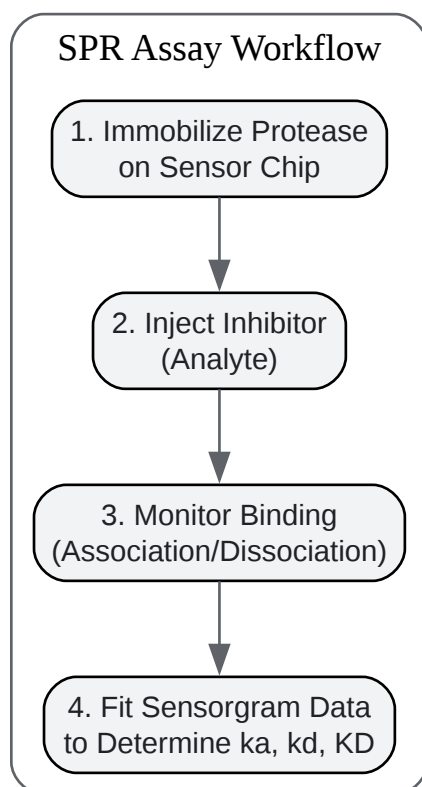 SPR Assay Workflow
1. Immobilize Protease
on Sensor Chip
2. Inject Inhibitor
(Analyte)
3. Monitor Binding
(Association/Dissociation)
4. Fit Sensorgram Data
to Determine ka, kd, KD